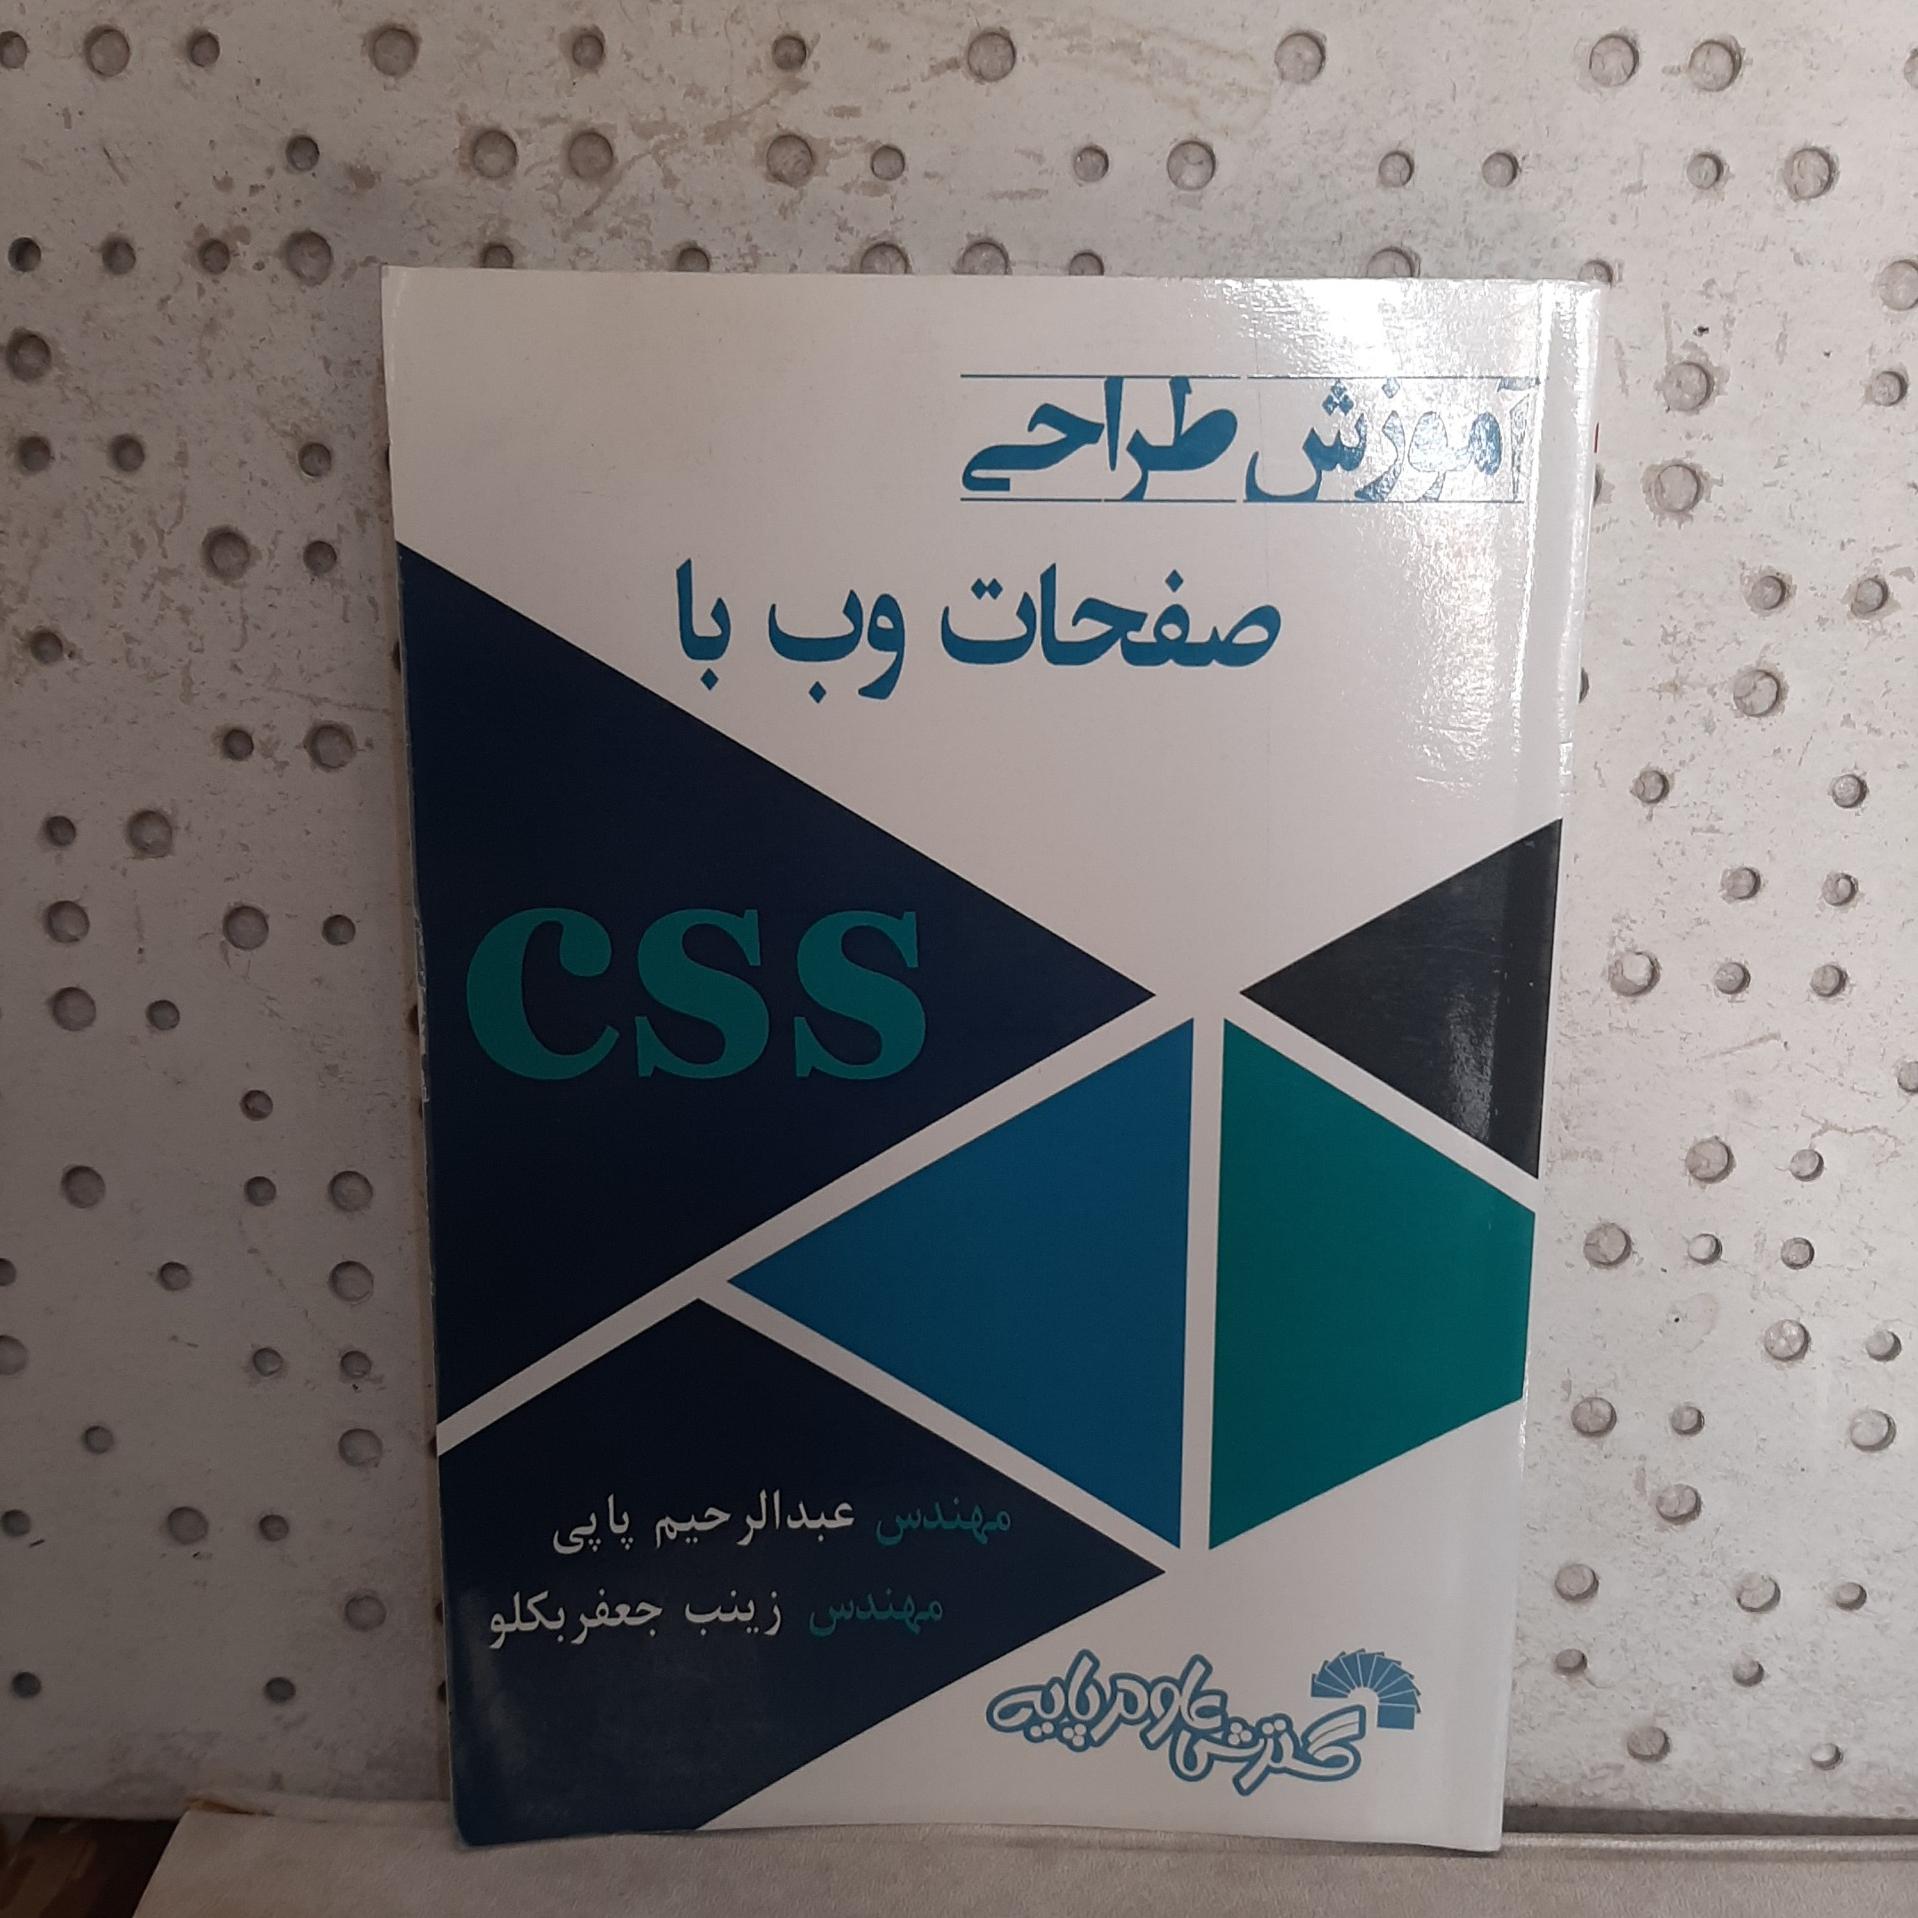 آموزش طراحی
صفحات وب با
css
مهندس عبدالرحیم پاپی
مهندس زینب جعفربکلو
گسترش علوم پایه